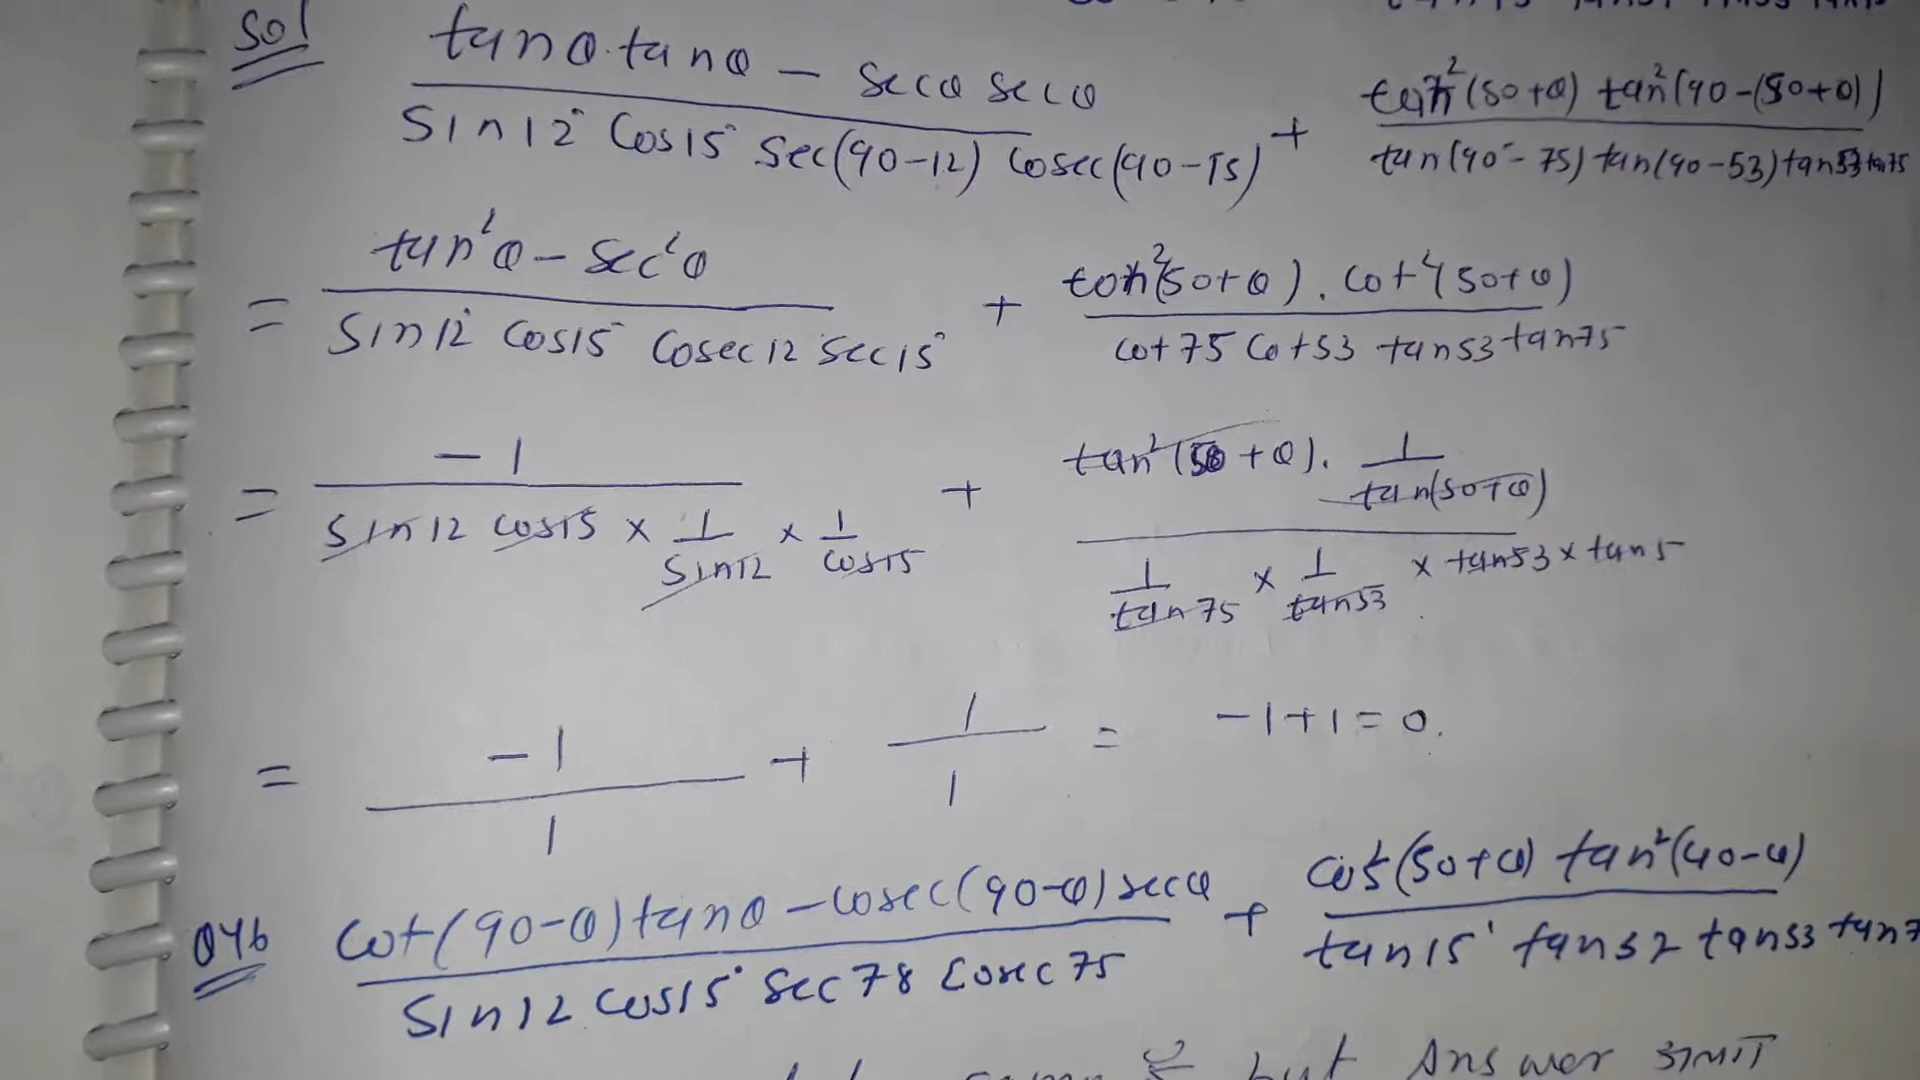 Sol
tanθ.tanθ - secθ secθ / Sin12° Cos15° Sec(90-12) Cosec(90-15) + tan²(50+θ) tan²(90-(50+θ)) / tan(90°-75) tan(90-53) tan53 tan75
= tan²θ - Sec²θ / Sin12° Cos15° Cosec12 Sec15° + tan²(50+θ). Cot²(50+θ) / Cot75 Cot53 tan53 tan75
= -1 / Sin12 Cos15 × 1/Sin12 × 1/Cos15 + tan²(50+θ). 1/tan(50+θ) / 1/tan75 × 1/tan53 × tan53 × tan5
= -1/1 + 1/1 = -1+1=0.
Q46 Cot(90-θ)tanθ - Cosec(90-θ)secθ / Sin12 Cos15° Sec78 Cosec75 + Cot²(50+θ) tan²(40-θ) / tan15° tan52 tan53 tan7
but Answer